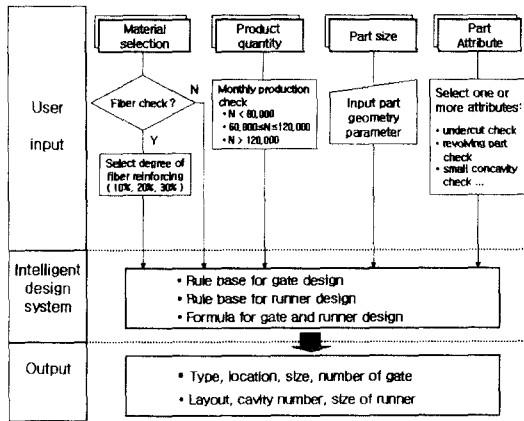 Material
selection
Product
quantity
Part size
Part
Attribute
User
input
Fiber check ?
N
Y
Select degree of
fiber reinforcing
( 10%, 20%, 30% )
Monthly production
check
• N < 60,000
• 60,000≤N≤120,000
• N > 120,000
Input part
geometry
parameter
Select one or
more attributes:
• undercut check
• revolving part
check
• small concavity
check ...
Intelligent
design
system
• Rule base for gate design
• Rule base for runner design
• Formula for gate and runner design
Output
• Type, location, size, number of gate
• Layout, cavity number, size of runner